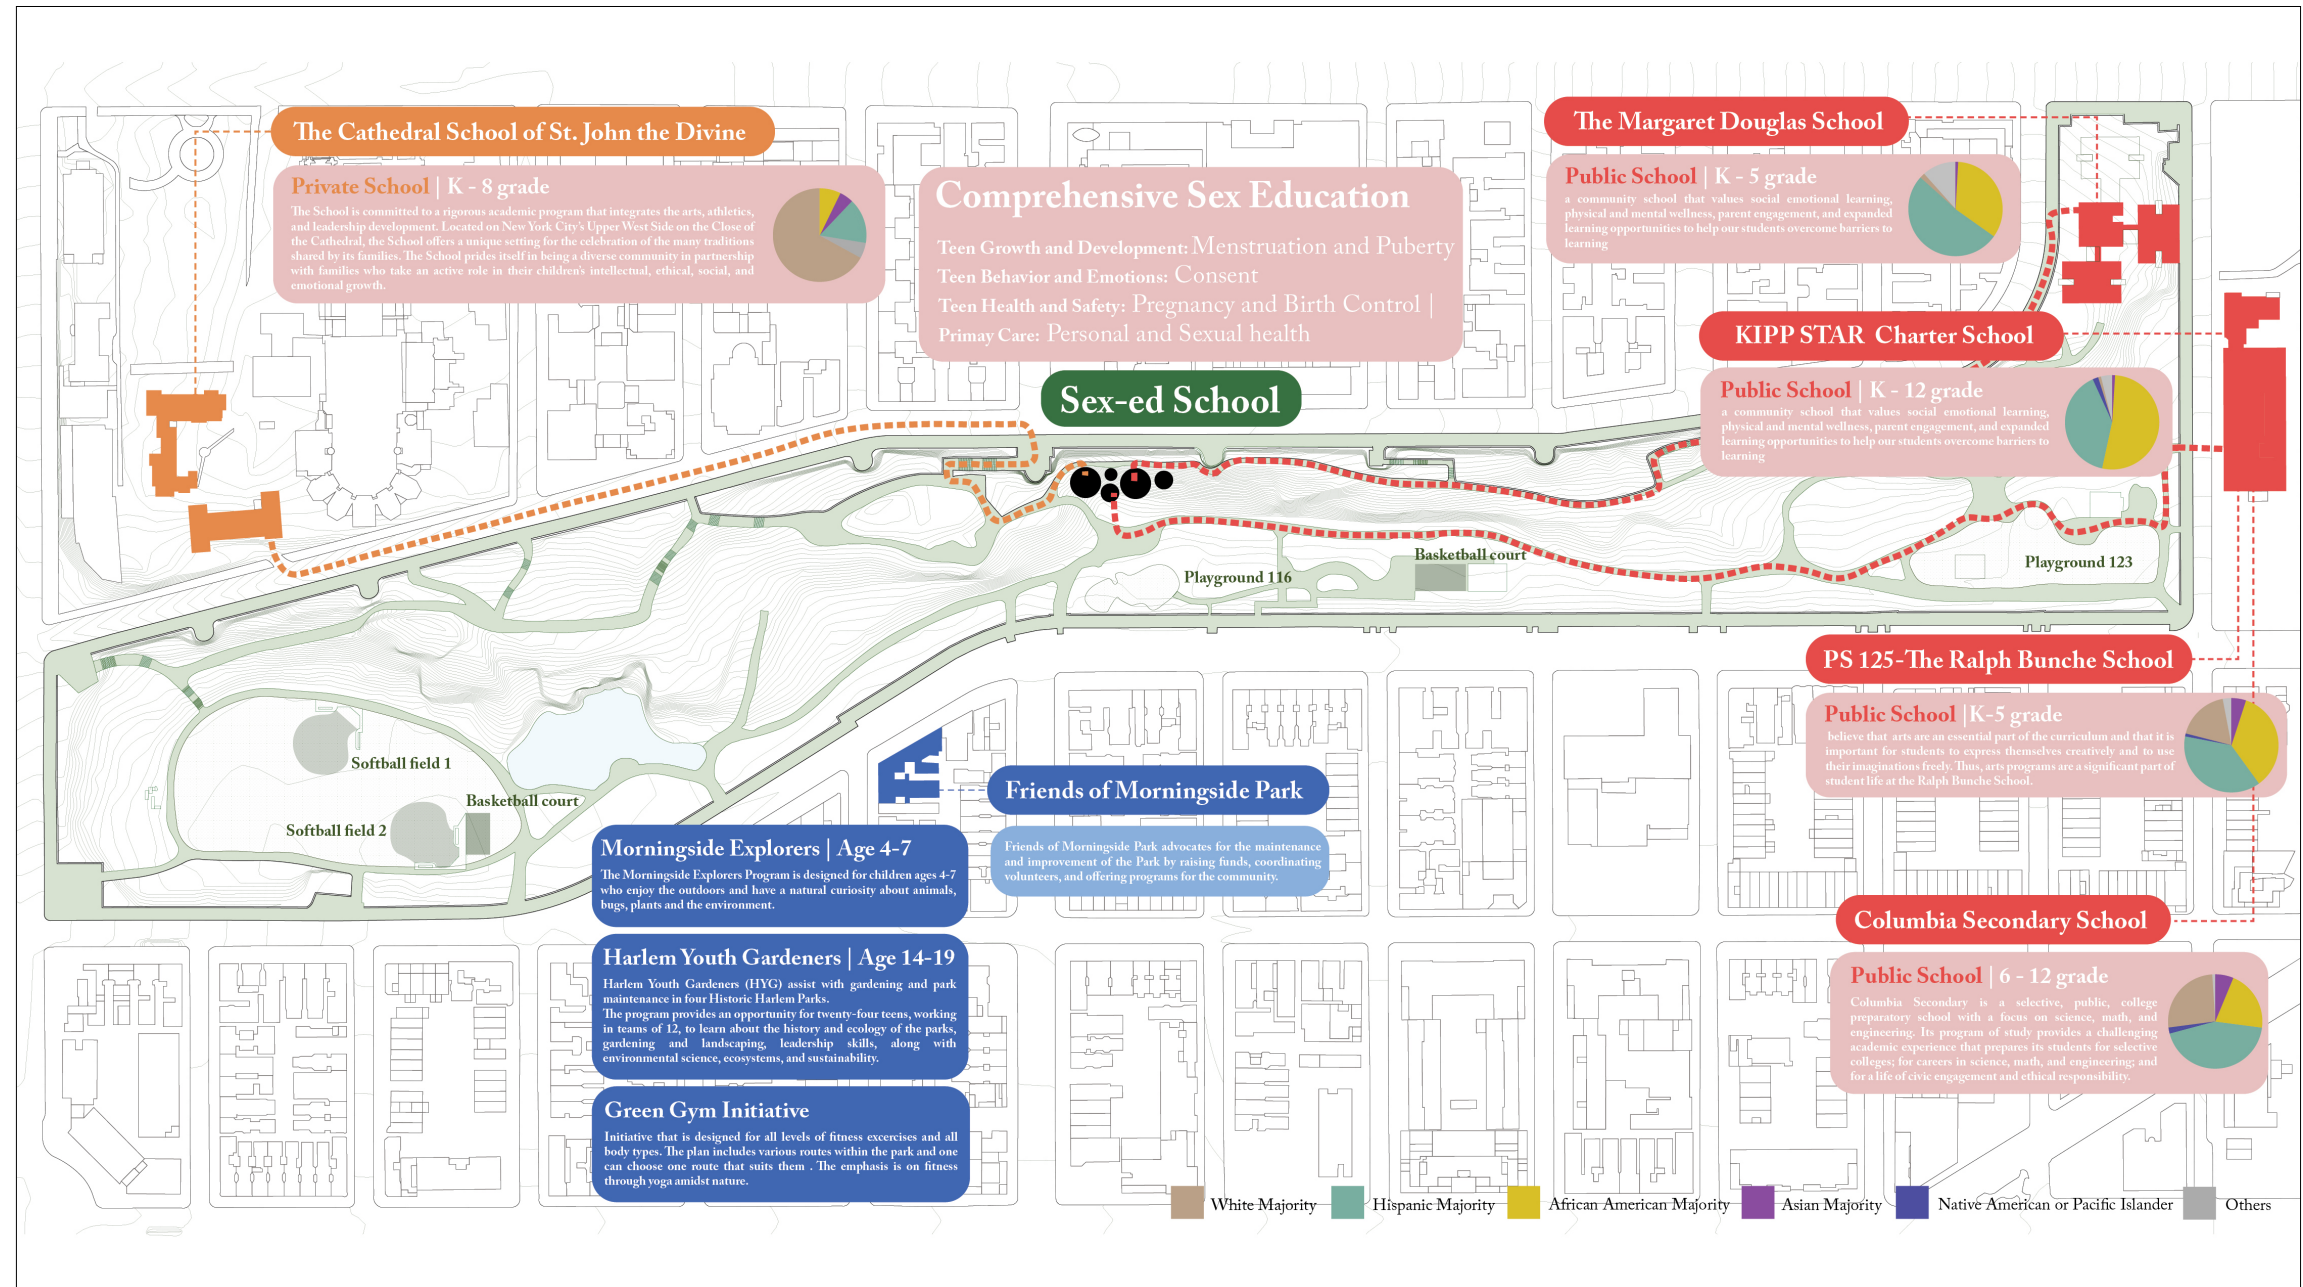 The Cathedral School of St. John the Divine
Private School | K - 8 grade
The School is committed to a rigorous academic program that integrates the arts, athletics,
and leadership development. Located on New York City's Upper West Side on the Close of
the Cathedral, the School offers a unique setting for the celebration of the many traditions
shared by its families. The School prides itself in being a diverse community in partnership
with families who take an active role in their children's intellectual, ethical, social, and
emotional growth.
Comprehensive Sex Education
Teen Growth and Development: Menstruation and Puberty
Teen Behavior and Emotions: Consent
Teen Health and Safety: Pregnancy and Birth Control |
Primay Care: Personal and Sexual health
Sex-ed School
The Margaret Douglas School
Public School | K - 5 grade
a community school that values social emotional learning,
physical and mental wellness, parent engagement, and expanded
learning opportunities to help our students overcome barriers to
learning
KIPP STAR Charter School
Public School | K - 12 grade
a community school that values social emotional learning,
physical and mental wellness, parent engagement, and expanded
learning opportunities to help our students overcome barriers to
learning
Basketball court
Playground 116
Playground 123
PS 125-The Ralph Bunche School
Public School |K-5 grade
believe that arts are an essential part of the curriculum and that it is
important for students to express themselves creatively and to use
their imaginations freely. Thus, arts programs are a significant part of
student life at the Ralph Bunche School.
Softball field 1
Basketball court
Softball field 2
Friends of Morningside Park
Friends of Morningside Park advocates for the maintenance
and improvement of the Park by raising funds, coordinating
volunteers, and offering programs for the community.
Morningside Explorers | Age 4-7
The Morningside Explorers Program is designed for children ages 4-7
who enjoy the outdoors and have a natural curiosity about animals,
bugs, plants and the environment.
Harlem Youth Gardeners | Age 14-19
Harlem Youth Gardeners (HYG) assist with gardening and park
maintenance in four Historic Harlem Parks.
The program provides an opportunity for twenty-four teens, working
in teams of 12, to learn about the history and ecology of the parks,
gardening and landscaping, leadership skills, along with
environmental science, ecosystems, and sustainability.
Green Gym Initiative
Initiative that is designed for all levels of fitness excercises and all
body types. The plan includes various routes within the park and one
can choose one route that suits them . The emphasis is on fitness
through yoga amidst nature.
Columbia Secondary School
Public School | 6 - 12 grade
Columbia Secondary is a selective, public, college
preparatory school with a focus on science, math, and
engineering. Its program of study provides a challenging
academic experience that prepares its students for selective
colleges; for careers in science, math, and engineering; and
for a life of civic engagement and ethical responsibility.
White Majority
Hispanic Majority
African American Majority
Asian Majority
Native American or Pacific Islander
Others